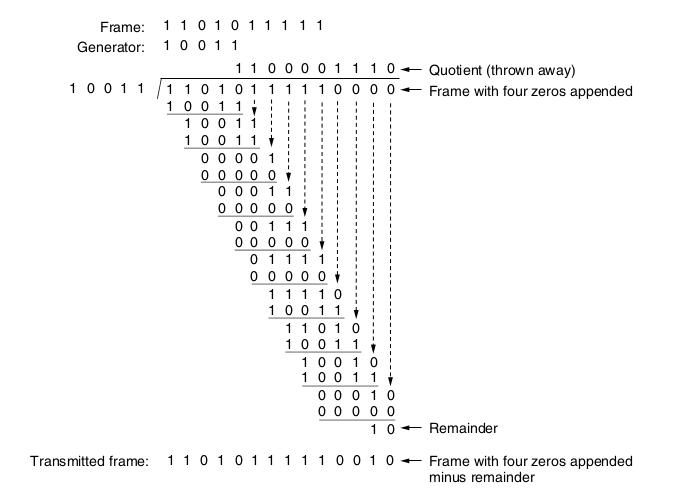 Frame: 1 1 0 1 0 1 1 1 1 1
Generator: 1 0 0 1 1
1 1 0 0 0 0 1 1 1 0 Quotient (thrown away)
1 0 0 1 1 1 1 0 1 0 1 1 1 1 1 0 0 0 0 Frame with four zeros appended
1 0 0 1 1
1 0 0 1 1
1 0 0 1 1
0 0 0 0 1
0 0 0 0 0
0 0 0 1 1
0 0 0 0 0
0 0 1 1 1
0 0 0 0 0
0 1 1 1 1
0 0 0 0 0
1 1 1 1 0
1 0 0 1 1
1 1 0 1 0
1 0 0 1 1
1 0 0 1 0
1 0 0 1 1
0 0 0 1 0
0 0 0 0 0
1 0 Remainder
Transmitted frame: 1 1 0 1 0 1 1 1 1 1 0 0 1 0 Frame with four zeros appended
minus remainder